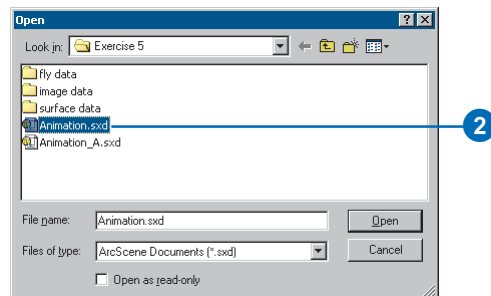 Open
Look in: Exercise 5
fly data
image data
surface data
Animation.sxd
2
Animation_A.sxd
File name: Animation.sxd Open
Files of type: ArcScene Documents (*.sxd) Cancel
Open as read-only